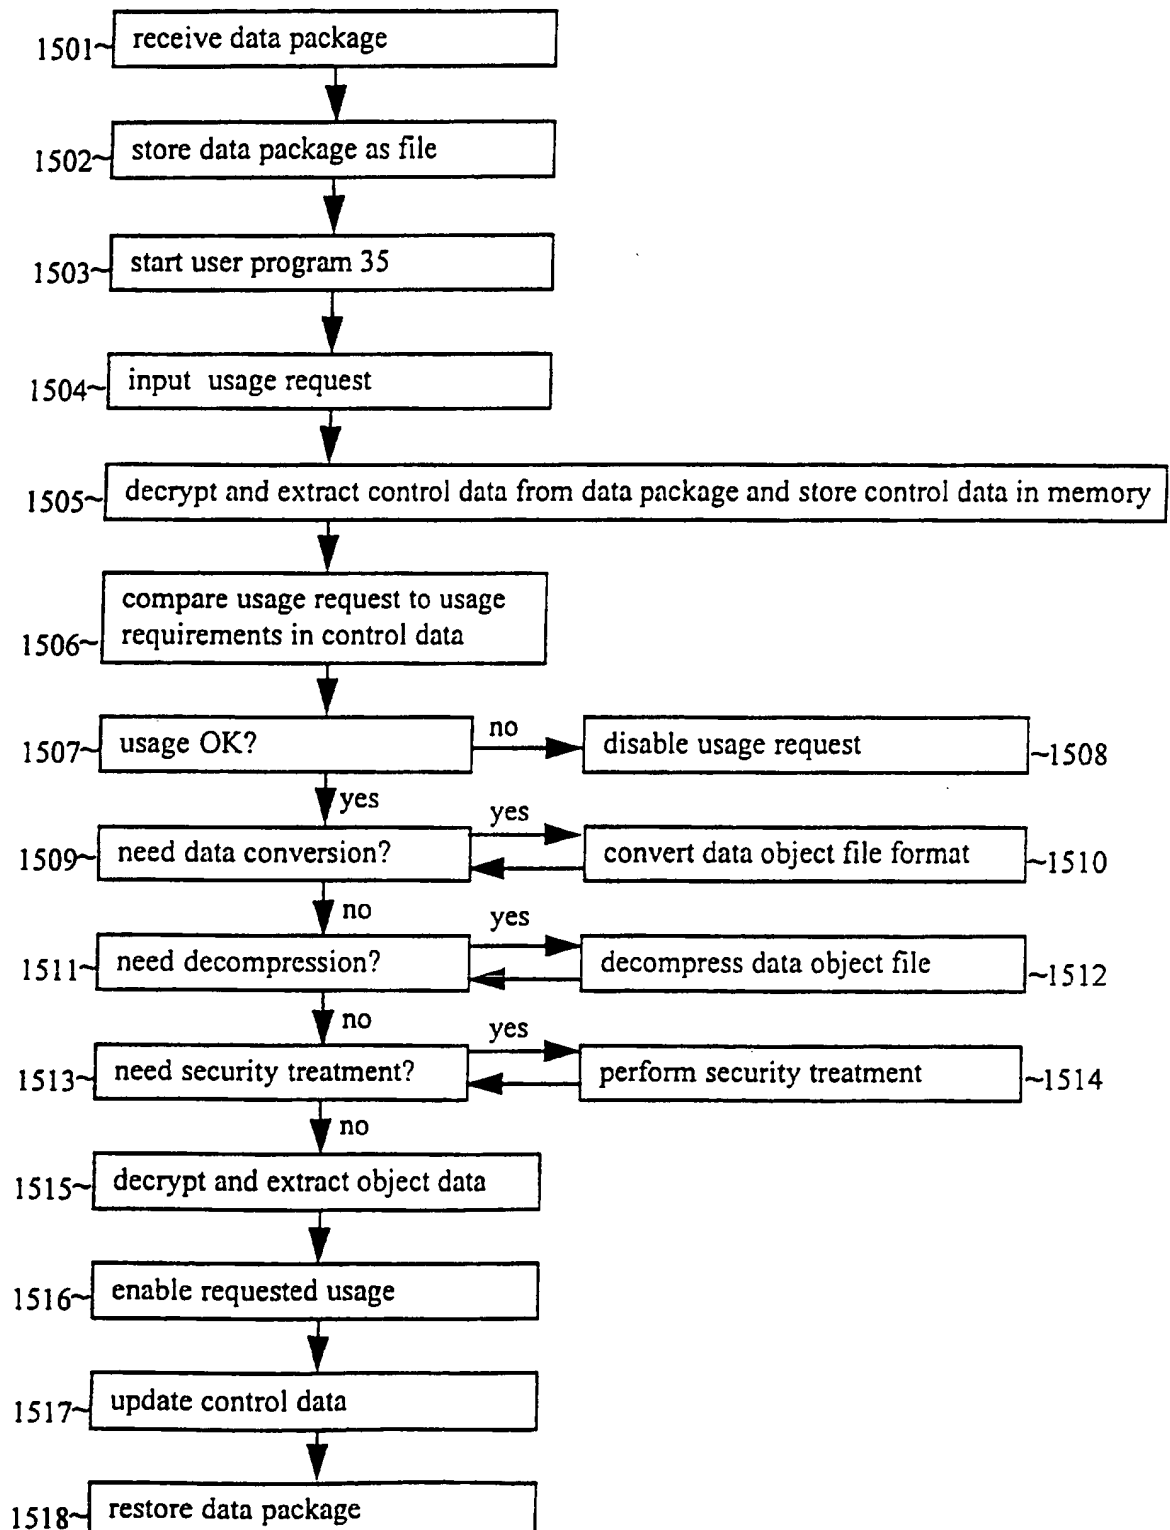 1501~ receive data package
1502~ store data package as file
1503~ start user program 35
1504~ input usage request
1505~ decrypt and extract control data from data package and store control data in memory
compare usage request to usage
1506~ requirements in control data
1507~ usage OK? no disable usage request ~1508
yes
yes
1509~ need data conversion? convert data object file format ~1510
no
yes
1511~ need decompression? decompress data object file ~1512
no
yes
1513~ need security treatment? perform security treatment ~1514
no
1515~ decrypt and extract object data
1516~ enable requested usage
1517~ update control data
1518~ restore data package